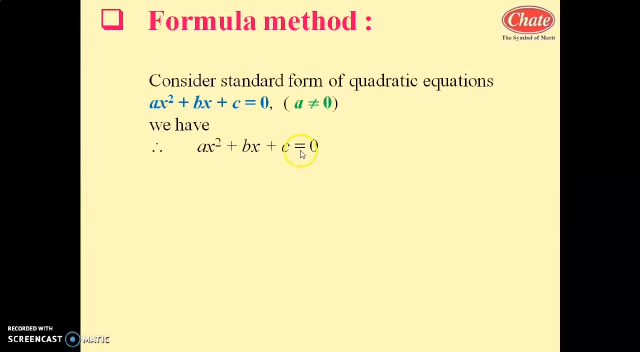 ❑ Formula method :
Chate
The Symbol of Merit
Consider standard form of quadratic equations
ax² + bx + c = 0, ( a ≠ 0)
we have
∴ ax² + bx + c = 0
RECORDED WITH
SCREENCAST MATIC